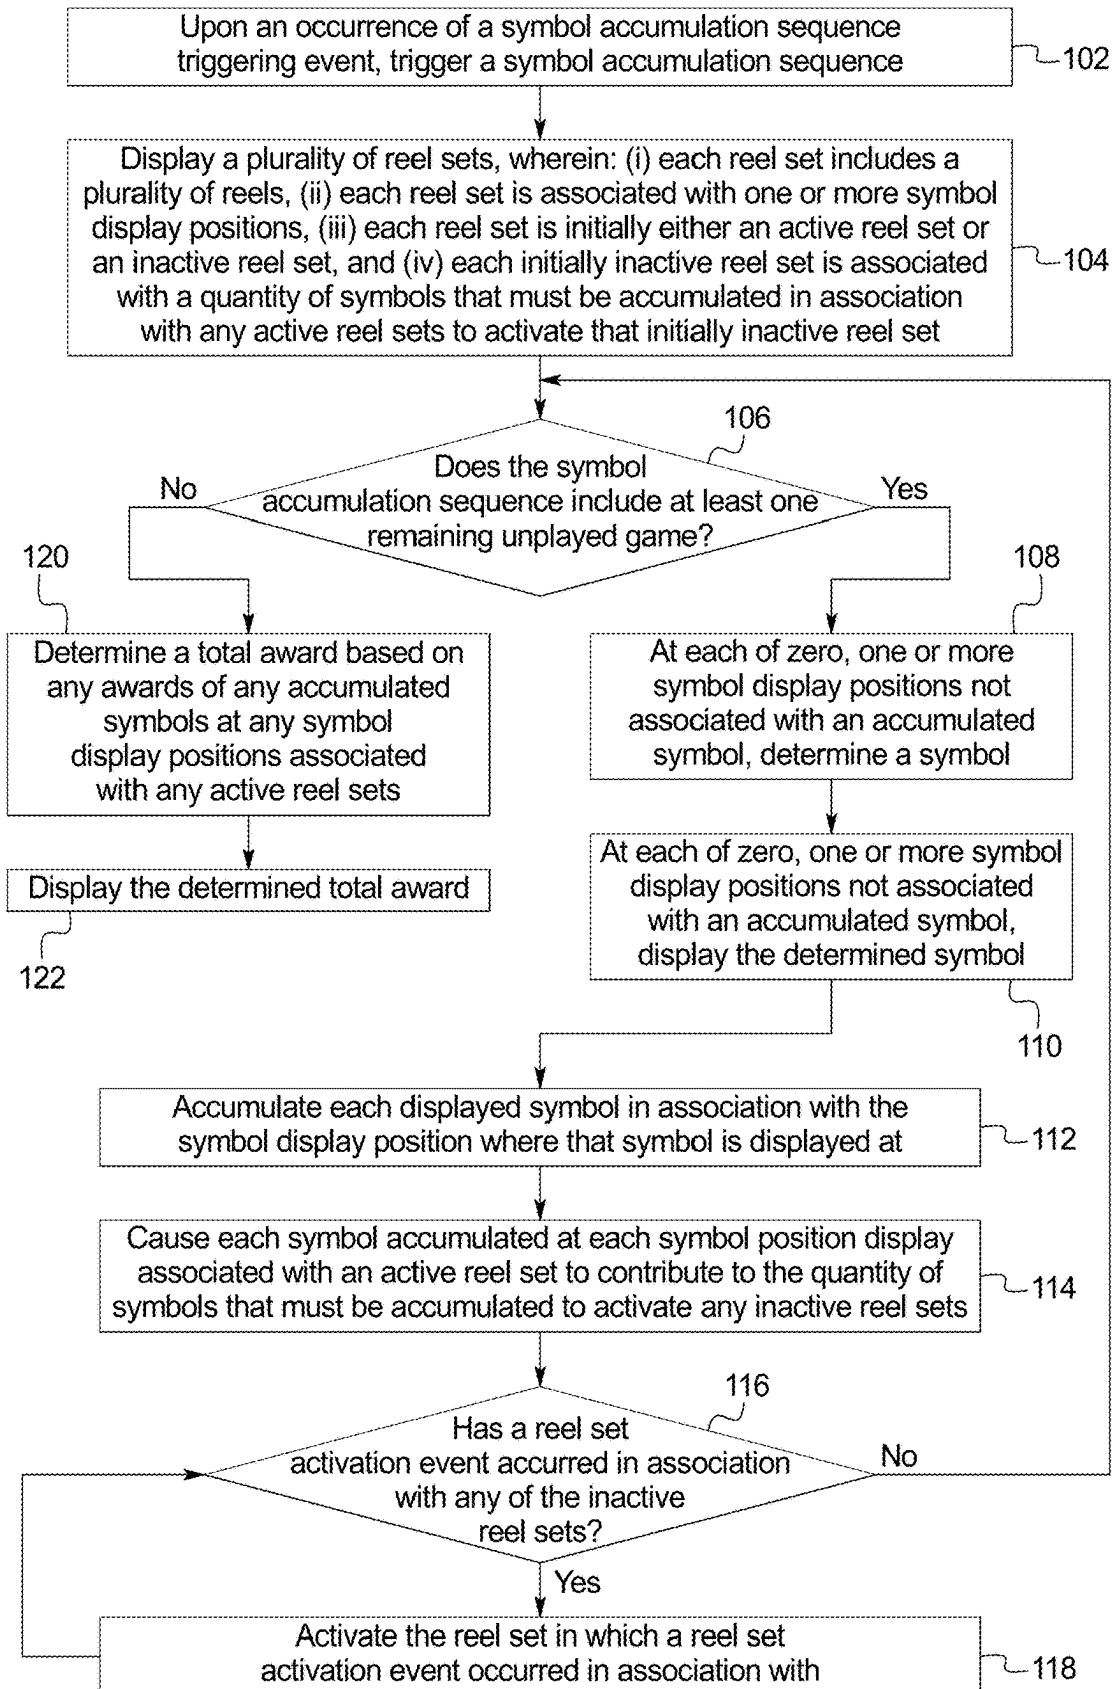 Upon an occurrence of a symbol accumulation sequence
triggering event, trigger a symbol accumulation sequence
102
Display a plurality of reel sets, wherein: (i) each reel set includes a
plurality of reels, (ii) each reel set is associated with one or more symbol
display positions, (iii) each reel set is initially either an active reel set or
an inactive reel set, and (iv) each initially inactive reel set is associated
with a quantity of symbols that must be accumulated in association
with any active reel sets to activate that initially inactive reel set
104
106
Does the symbol
accumulation sequence include at least one
remaining unplayed game?
No
Yes
120
Determine a total award based on
any awards of any accumulated
symbols at any symbol
display positions associated
with any active reel sets
Display the determined total award
122
108
At each of zero, one or more
symbol display positions not
associated with an accumulated
symbol, determine a symbol
At each of zero, one or more symbol
display positions not associated
with an accumulated symbol,
display the determined symbol
110
Accumulate each displayed symbol in association with the
symbol display position where that symbol is displayed at
112
Cause each symbol accumulated at each symbol position display
associated with an active reel set to contribute to the quantity of
symbols that must be accumulated to activate any inactive reel sets
114
116
Has a reel set
activation event accurred in association
with any of the inactive
reel sets?
No
Yes
Activate the reel set in which a reel set
activation event occurred in association with
118